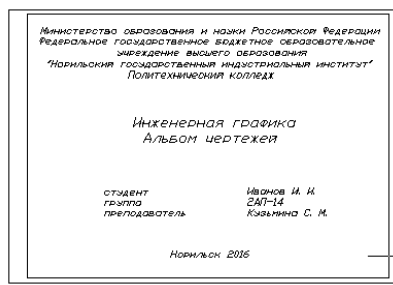 Министерство образования и науки Российской Федерации
Федеральное государственное бюджетное образовательное
учреждение высшего образования
"Норильский государственный индустриальный институт"
Политехнический колледж
Инженерная графика
Альбом чертежей
студент Иванов И. И.
группа 2АП-14
преподаватель Кузьмина С. М.
Норильск 2016